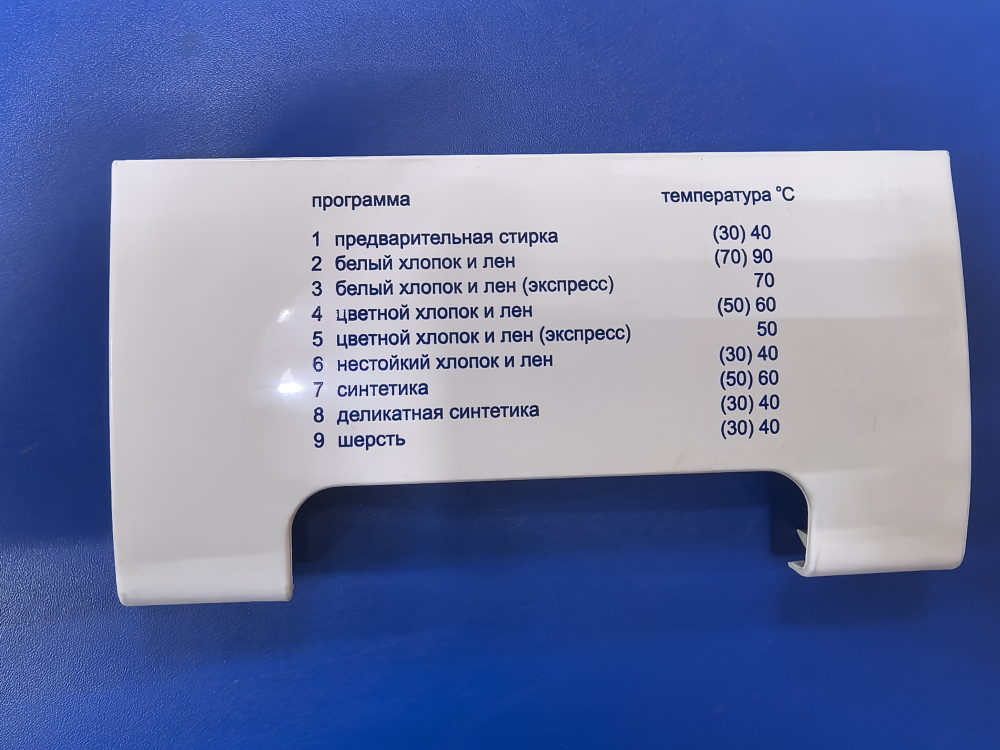 программа температура °C
1 предварительная стирка (30) 40
2 белый хлопок и лен (70) 90
3 белый хлопок и лен (экспресс) 70
4 цветной хлопок и лен (50) 60
5 цветной хлопок и лен (экспресс) 50
6 нестойкий хлопок и лен (30) 40
7 синтетика (50) 60
8 деликатная синтетика (30) 40
9 шерсть (30) 40